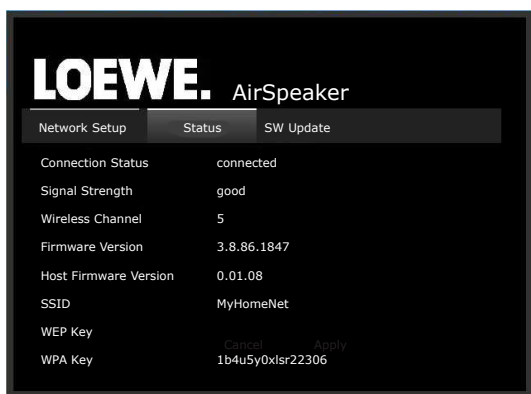 LOEWE. AirSpeaker
Network Setup Status SW Update
Connection Status connected
Signal Strength good
Wireless Channel 5
Firmware Version 3.8.86.1847
Host Firmware Version 0.01.08
SSID MyHomeNet
WEP Key
Cancel Apply
WPA Key 1b4u5y0xlsr22306